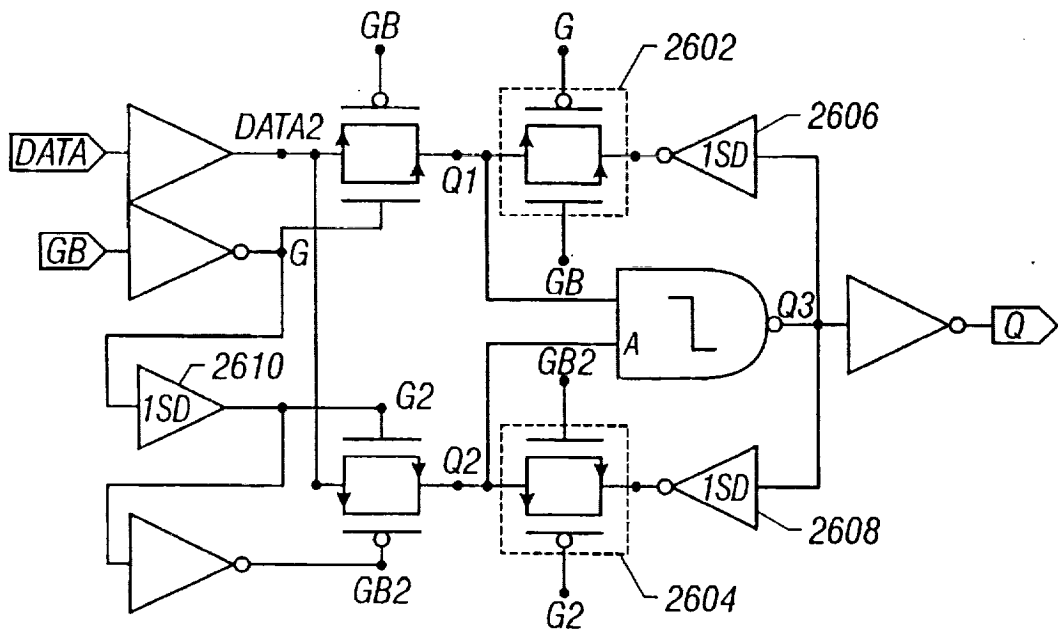 GB
G
2602
DATA
DATA2
1SD
2606
Q1
GB
G
GB
Q3
Q
A
2610
1SD
G2
GB2
Q2
1SD
2608
GB2
G2
2604